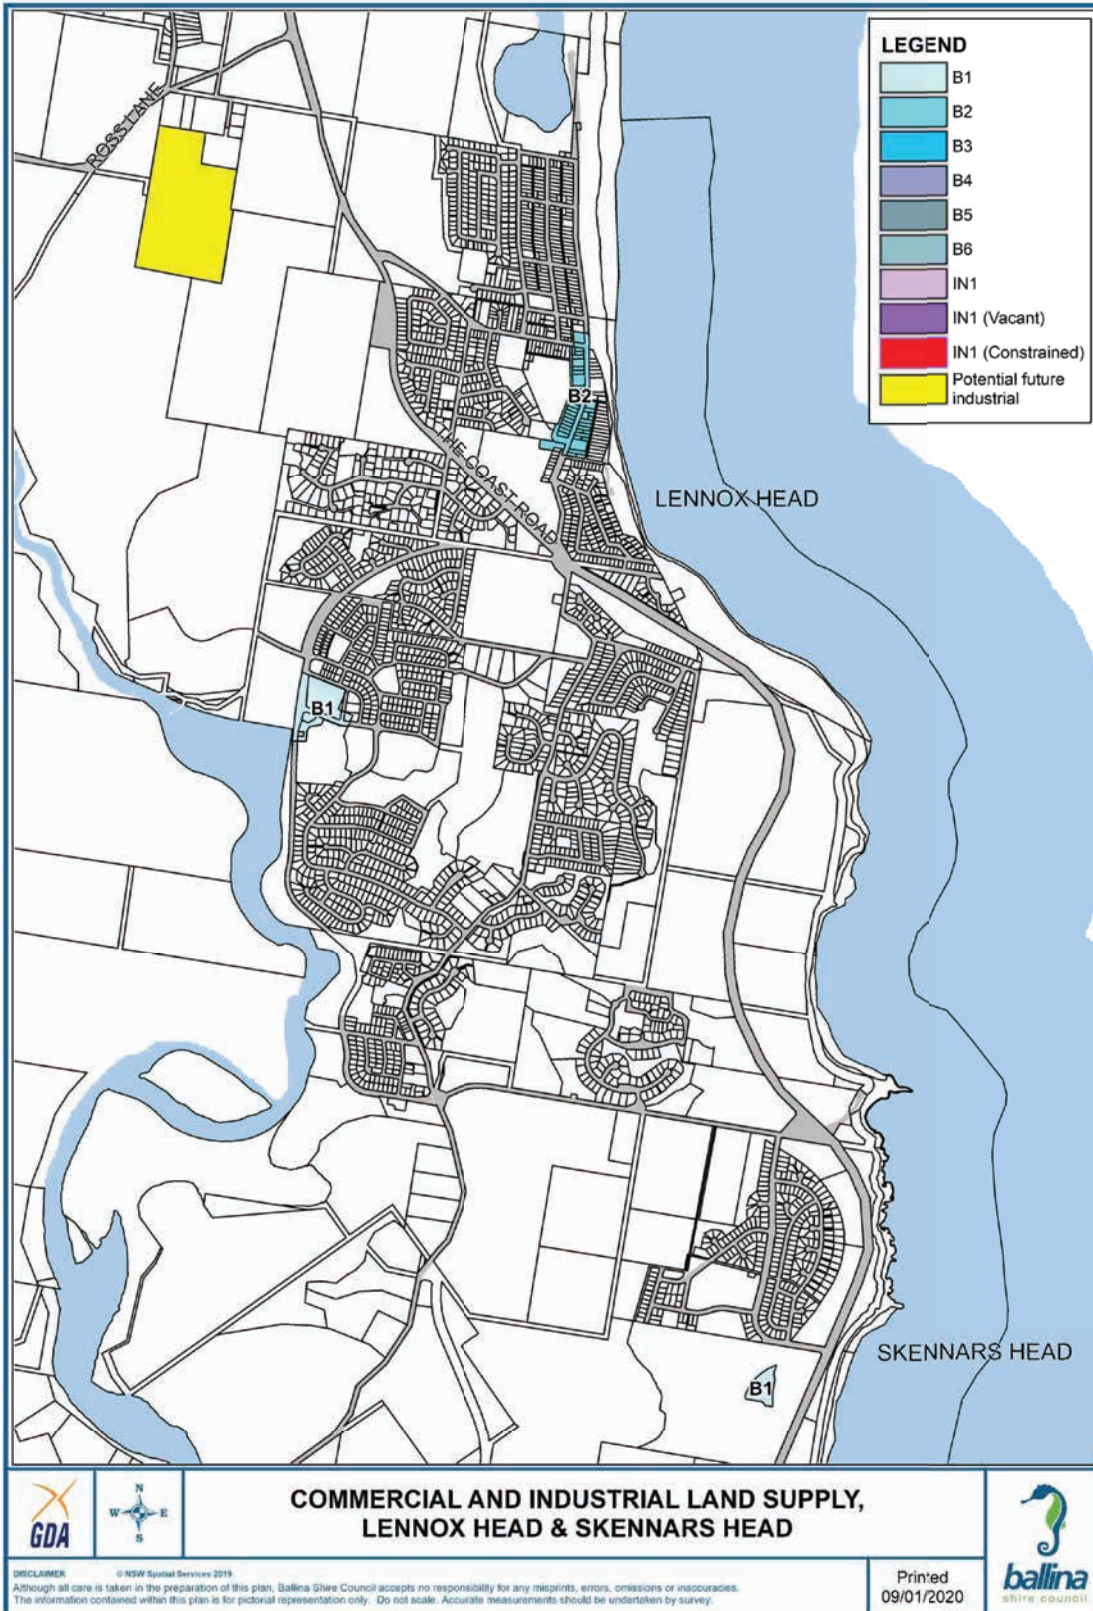 LEGEND
B1
B2
B3
B4
B5
B6
IN1
IN1 (Vacant)
IN1 (Constrained)
Potential future
industrial
ROSS LANE
B2
THE COAST ROAD
LENNOX HEAD
B1
SKENNARS HEAD
B1
GDA
N
W E
S
COMMERCIAL AND INDUSTRIAL LAND SUPPLY,
LENNOX HEAD & SKENNARS HEAD
ballina
shire council
DISCLAIMER © NSW Spatial Services 2019
Although all care is taken in the preparation of this plan, Ballina Shire Council accepts no responsibility for any misprints, errors, omissions or inaccuracies.
The information contained within this plan is for pictorial representation only. Do not scale. Accurate measurements should be undertaken by survey.
Printed
09/01/2020